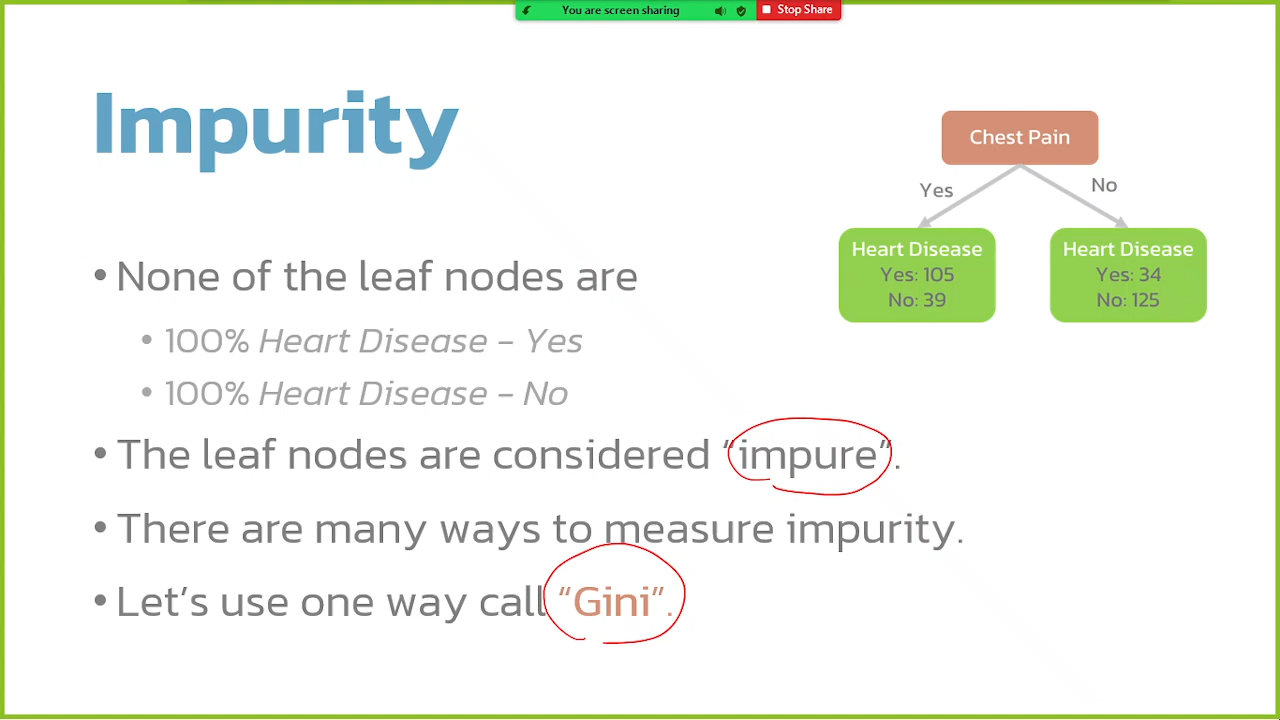 You are screen sharing
Stop Share
Impurity
Chest Pain
Yes
No
Heart Disease
Yes: 105
No: 39
Heart Disease
Yes: 34
No: 125
• None of the leaf nodes are
• 100% Heart Disease - Yes
• 100% Heart Disease - No
• The leaf nodes are considered “impure”.
• There are many ways to measure impurity.
• Let’s use one way call “Gini”.